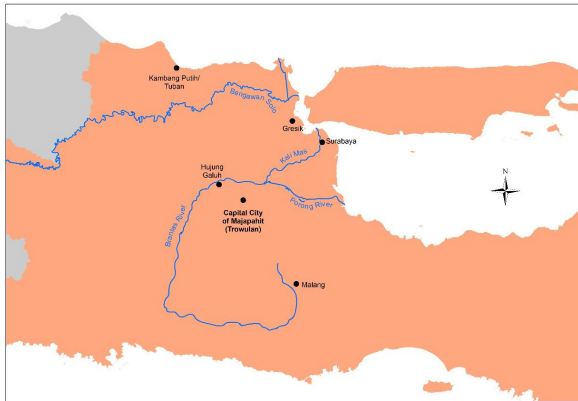 Kambang Putih/
Tuban
Bengawan Solo
Gresik
Surabaya
Kali Mas
Hujung
Galuh
N
Porong River
Capital City
of Majapahit
(Trowulan)
Brantas River
Malang